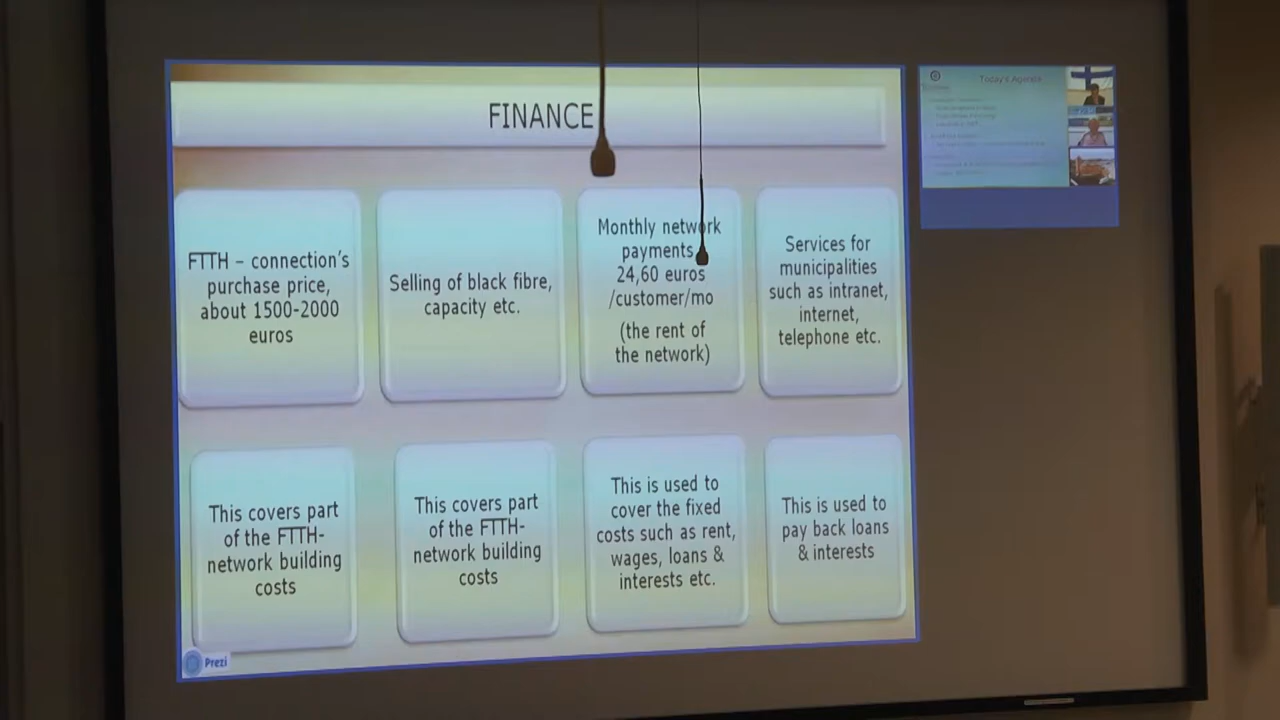 FINANCE
FTTH – connection's
purchase price,
about 1500-2000
euros
Selling of black fibre,
capacity etc.
Monthly network
payments
24,60 euros
/customer/mo
(the rent of
the network)
Services for
municipalities
such as intranet,
internet,
telephone etc.
This covers part
of the FTTH-
network building
costs
This covers part
of the FTTH-
network building
costs
This is used to
cover the fixed
costs such as rent,
wages, loans &
interests etc.
This is used to
pay back loans
& interests
Prezi
Today's Agenda